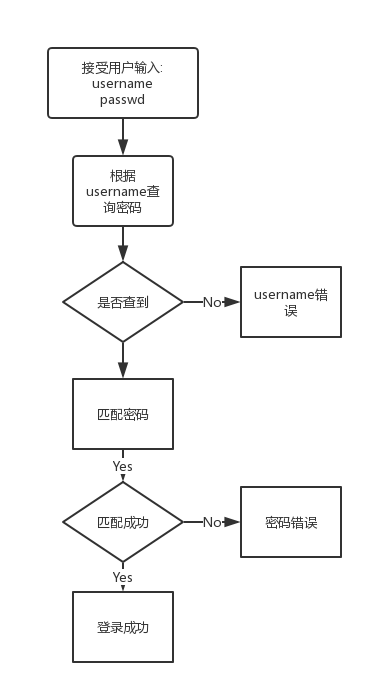 接受用户输入:
username
passwd
根据
username查
询密码
是否查到
No
username错
误
匹配密码
Yes
匹配成功
No
密码错误
Yes
登录成功